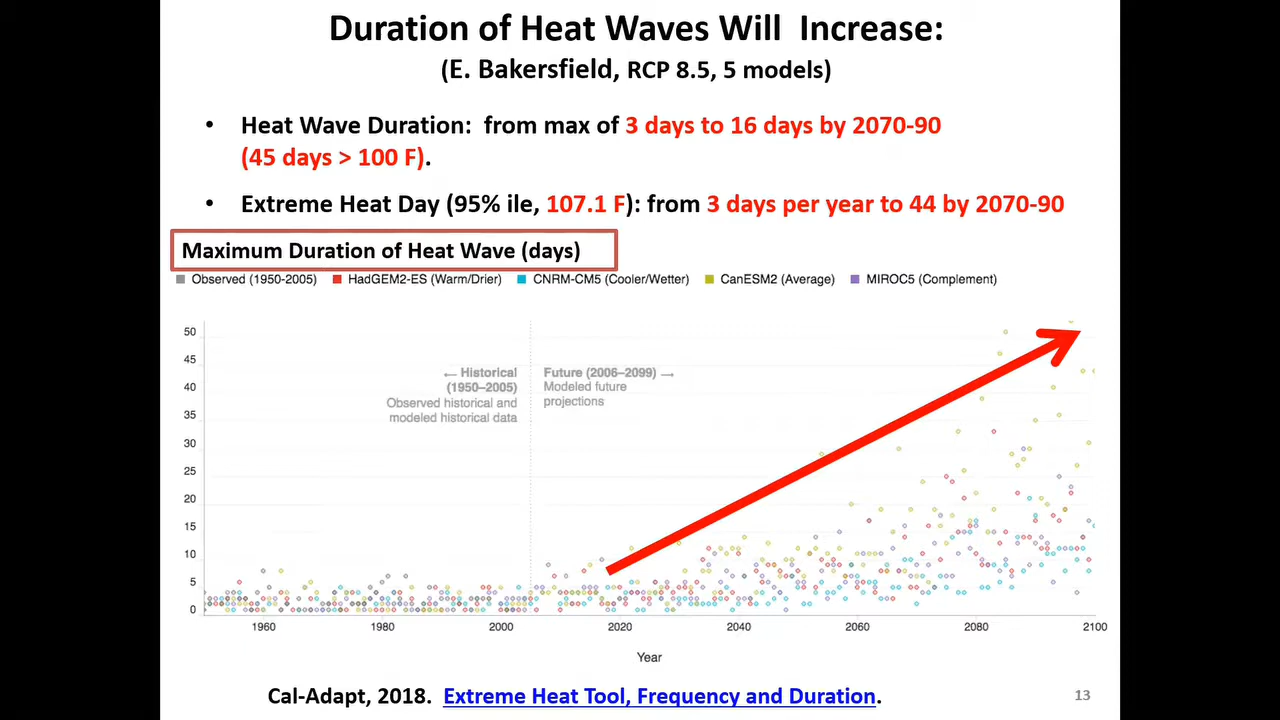 Duration of Heat Waves Will Increase:
(E. Bakersfield, RCP 8.5, 5 models)
• Heat Wave Duration: from max of 3 days to 16 days by 2070-90
(45 days > 100 F).
• Extreme Heat Day (95% ile, 107.1 F): from 3 days per year to 44 by 2070-90
Maximum Duration of Heat Wave (days)
Observed (1950-2005) HadGEM2-ES (Warm/Drier) CNRM-CM5 (Cooler/Wetter) CanESM2 (Average) MIROC5 (Complement)
50
45
40
35
30
25
20
15
10
5
0
← Historical
(1950–2005)
Observed historical and
modeled historical data
Future (2006–2099) →
Modeled future
projections
1960 1980 2000 2020 2040 2060 2080 2100
Year
Cal-Adapt, 2018. Extreme Heat Tool, Frequency and Duration.
13